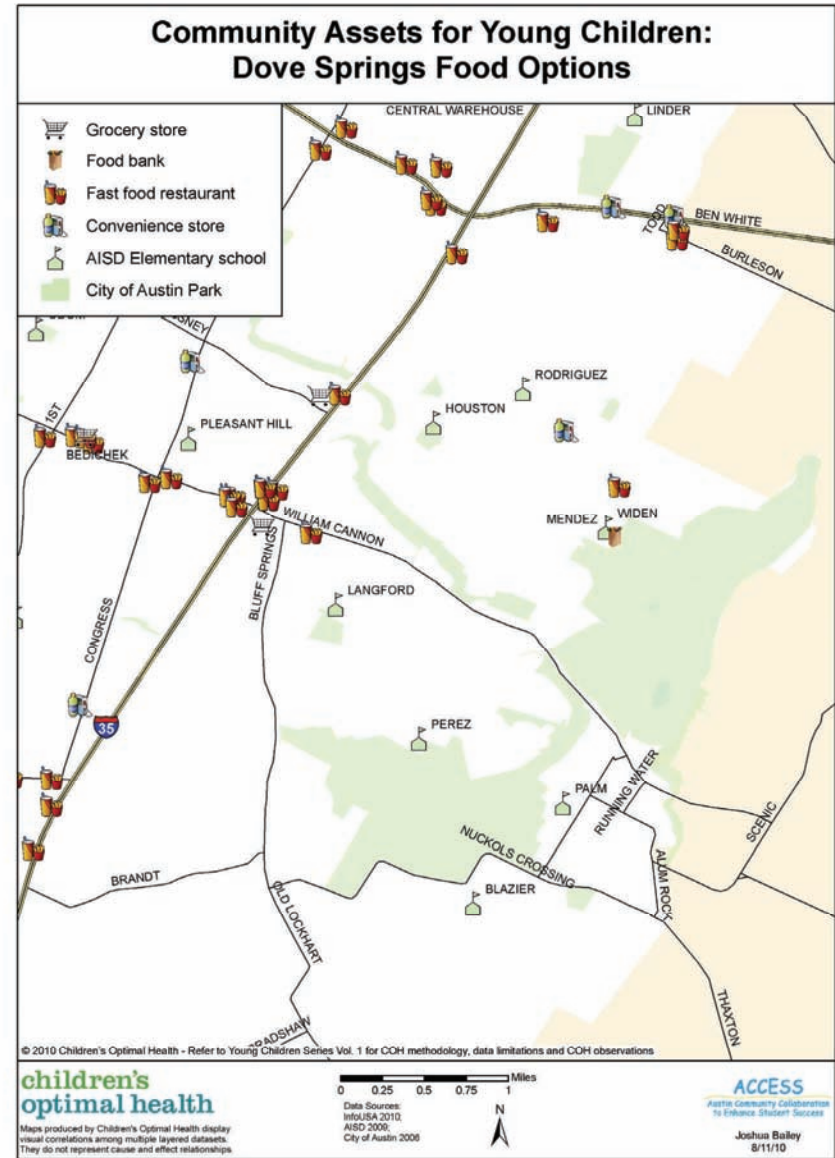 Community Assets for Young Children:
Dove Springs Food Options
Grocery store
Food bank
Fast food restaurant
Convenience store
AISD Elementary school
City of Austin Park
CENTRAL WAREHOUSE
LINDER
TODD
BEN WHITE
BURLESON
1ST
RODRIGUEZ
HOUSTON
PLEASANT HILL
BEDICHEK
WILLIAM CANNON
MENDEZ
WIDEN
BLUFF SPRINGS
LANGFORD
CONGRESS
35
PEREZ
PALM
RUNNING WATER
SCENIC
NUCKOLS CROSSING
ALUM ROCK
BRANDT
BLAZIER
OLD LOCKHART
THAXTON
© 2010 Children's Optimal Health - Refer to Young Children Series Vol. 1 for COH methodology, data limitations and COH observations
children's
optimal health
Maps produced by Children's Optimal Health display
visual correlations among multiple layered datasets.
They do not represent cause and effect relationships
Miles
0 0.25 0.5 1
Data Sources:
InfoUSA 2010;
AISD 2009;
City of Austin 2006
N
ACCESS
Austin Community Collaboration
to Enhance Student Success
Joshua Bailey
8/11/10